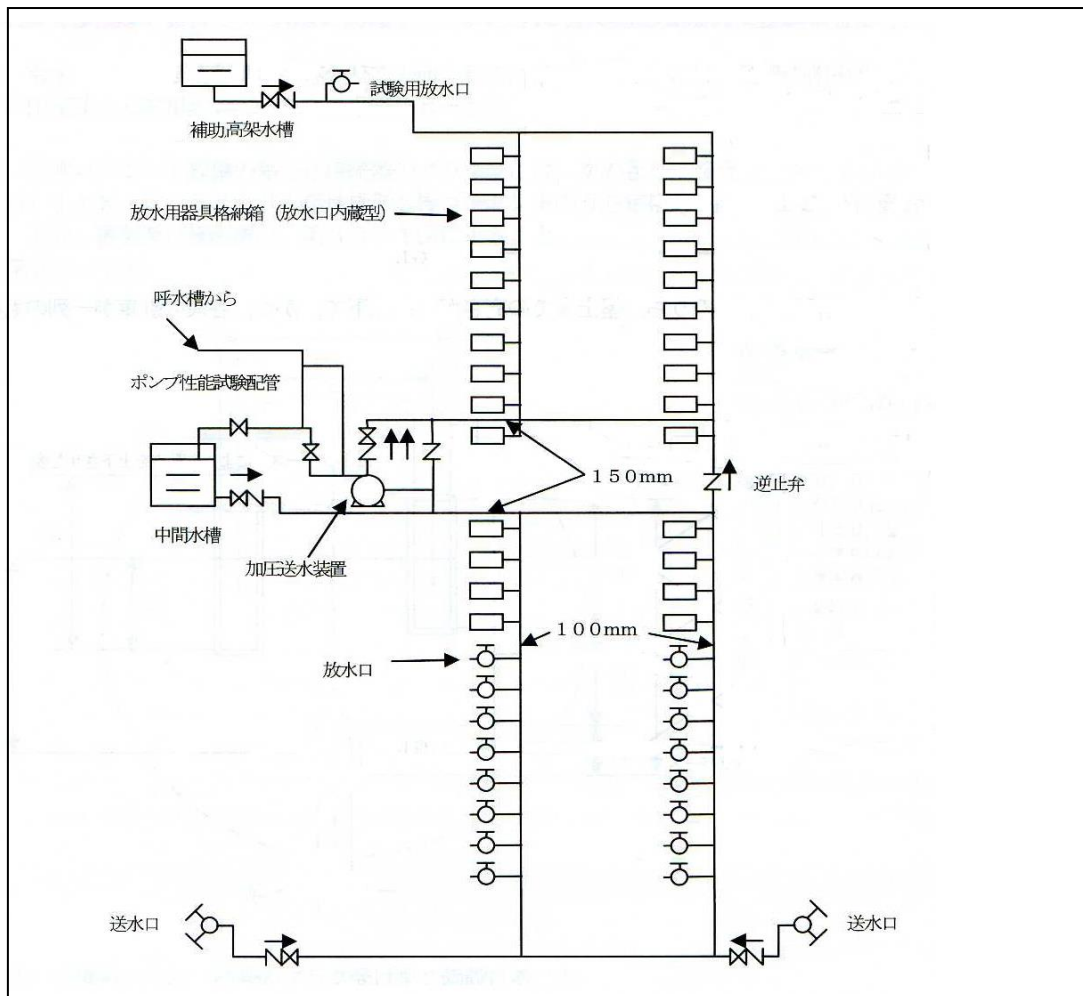 試験用放水口
補助高架水槽
放水用器具格納箱（放水口内蔵型）
呼水槽から
ポンプ性能試験配管
１５０mm
逆止弁
中間水槽
加圧送水装置
１００mm
放水口
送水口
送水口